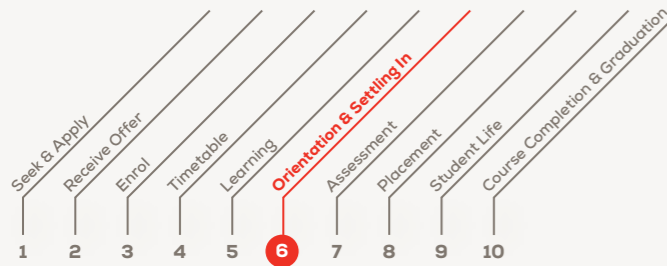 Seek & Apply
Receive Offer
Enrol
Timetable
Learning
Orientation & Settling In
Assessment
Placement
Student Life
Course Completion & Graduation
1 2 3 4 5 6 7 8 9 10